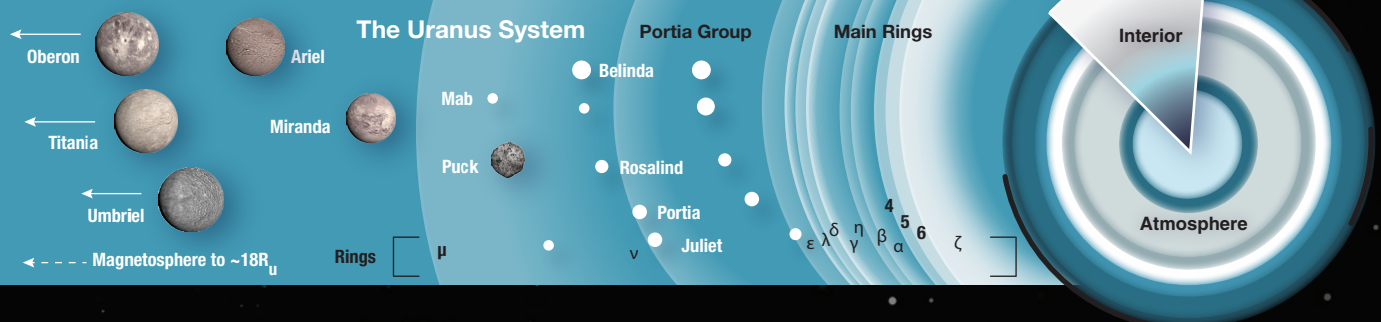 The Uranus System
Portia Group
Main Rings
Interior
Oberon
Ariel
Belinda
Mab
Miranda
Titania
Puck
Rosalind
Umbriel
Portia
Juliet
Atmosphere
Magnetosphere to ~18Ru
Rings
μ
ν
ε
λ
δ
γ
η
β
4
α
5
6
ζ